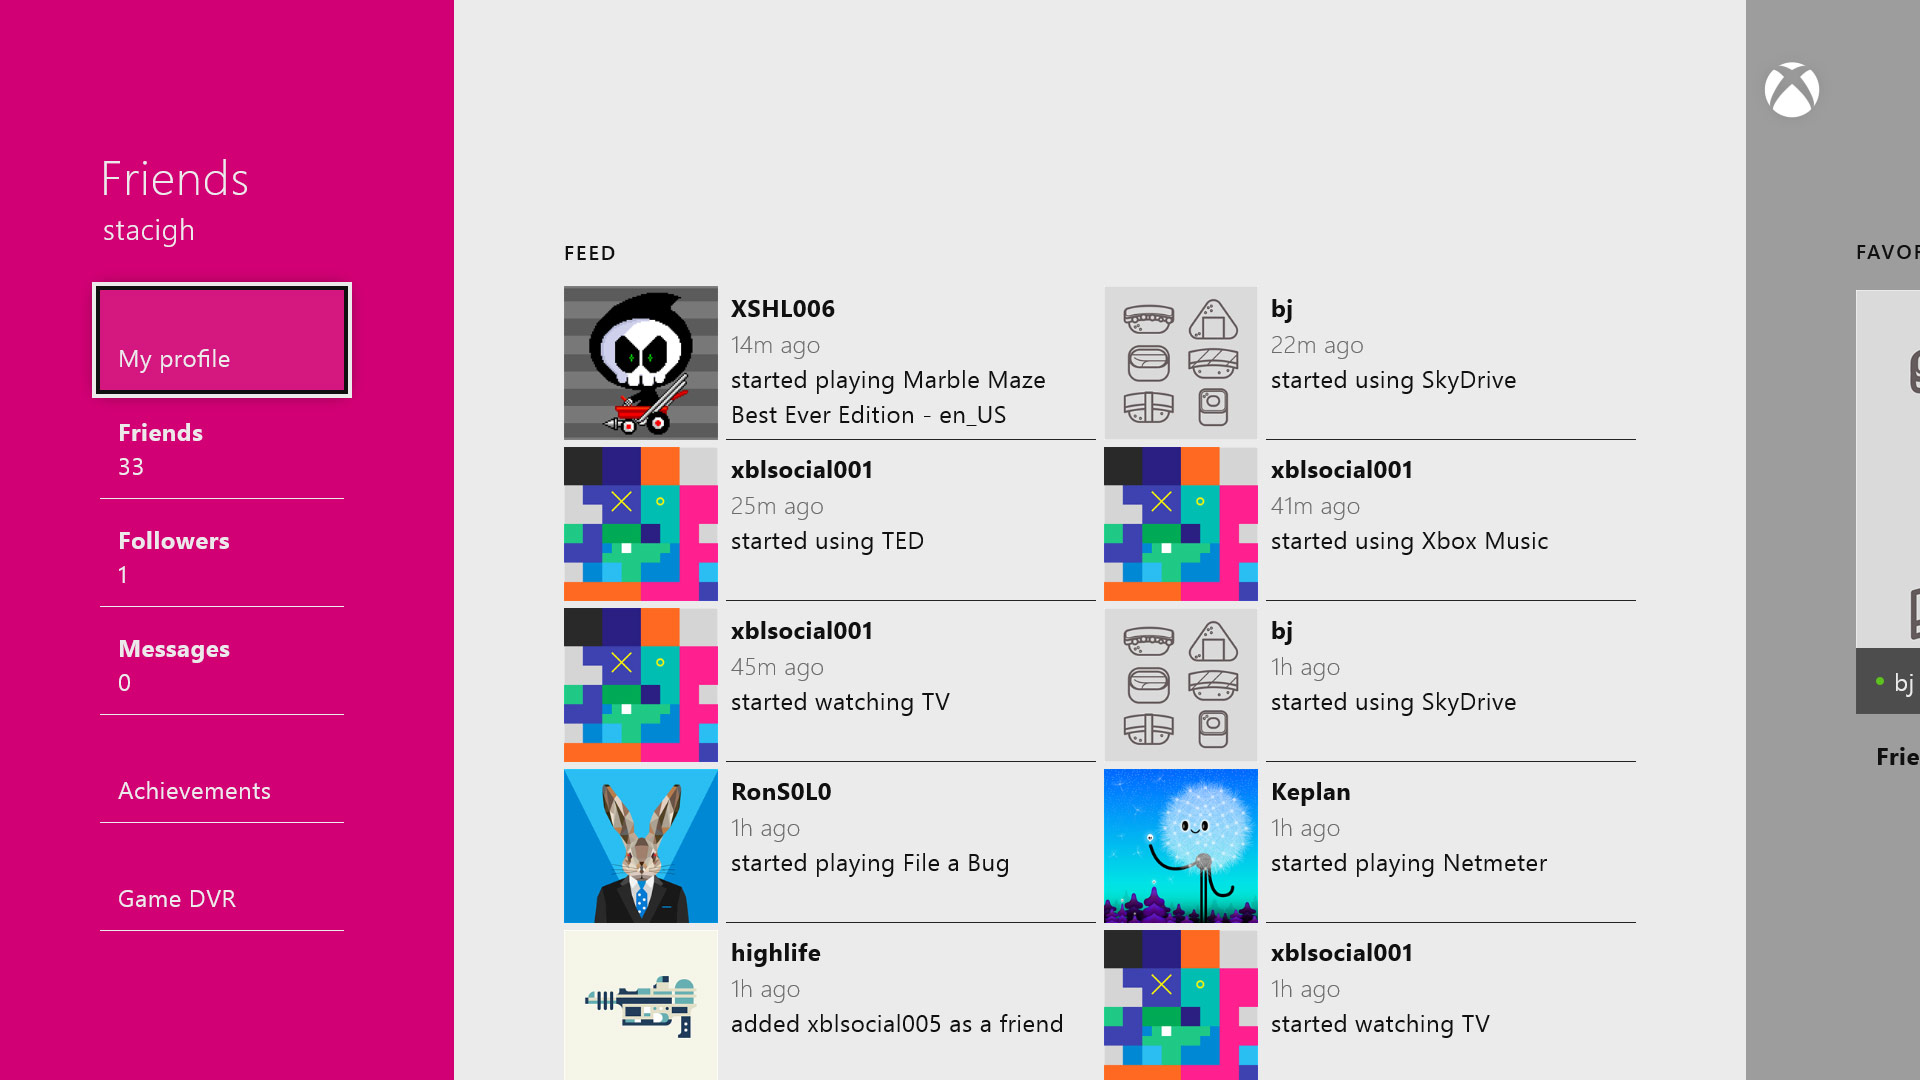 Friends
stacigh
My profile
Friends
33
Followers
1
Messages
0
Achievements
Game DVR
FEED
XSHL006
14m ago
started playing Marble Maze
Best Ever Edition - en_US
bj
22m ago
started using SkyDrive
xblsocial001
25m ago
started using TED
xblsocial001
41m ago
started using Xbox Music
xblsocial001
45m ago
started watching TV
bj
1h ago
started using SkyDrive
RonS0L0
1h ago
started playing File a Bug
Keplan
1h ago
started playing Netmeter
highlife
1h ago
added xblsocial005 as a friend
xblsocial001
1h ago
started watching TV
FAVOR
bj
Frie